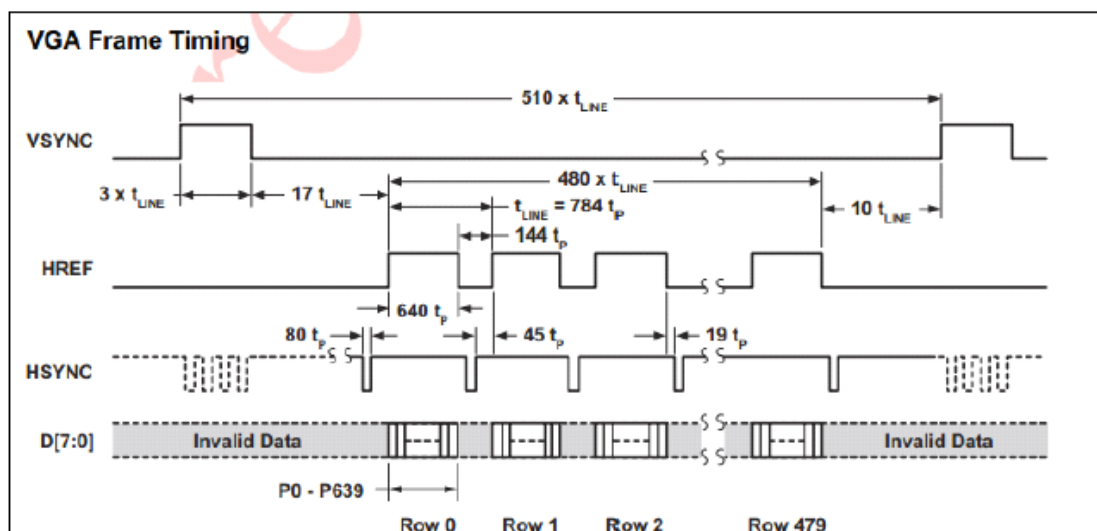 VGA Frame Timing
510 x tLINE
VSYNC
3 x tLINE
17 tLINE
480 x tLINE
tLINE = 784 tP
10 tLINE
144 tP
HREF
640 tP
80 tP
45 tP
19 tP
HSYNC
D[7:0]
Invalid Data
Invalid Data
P0 - P639
Row 0
Row 1
Row 2
Row 479